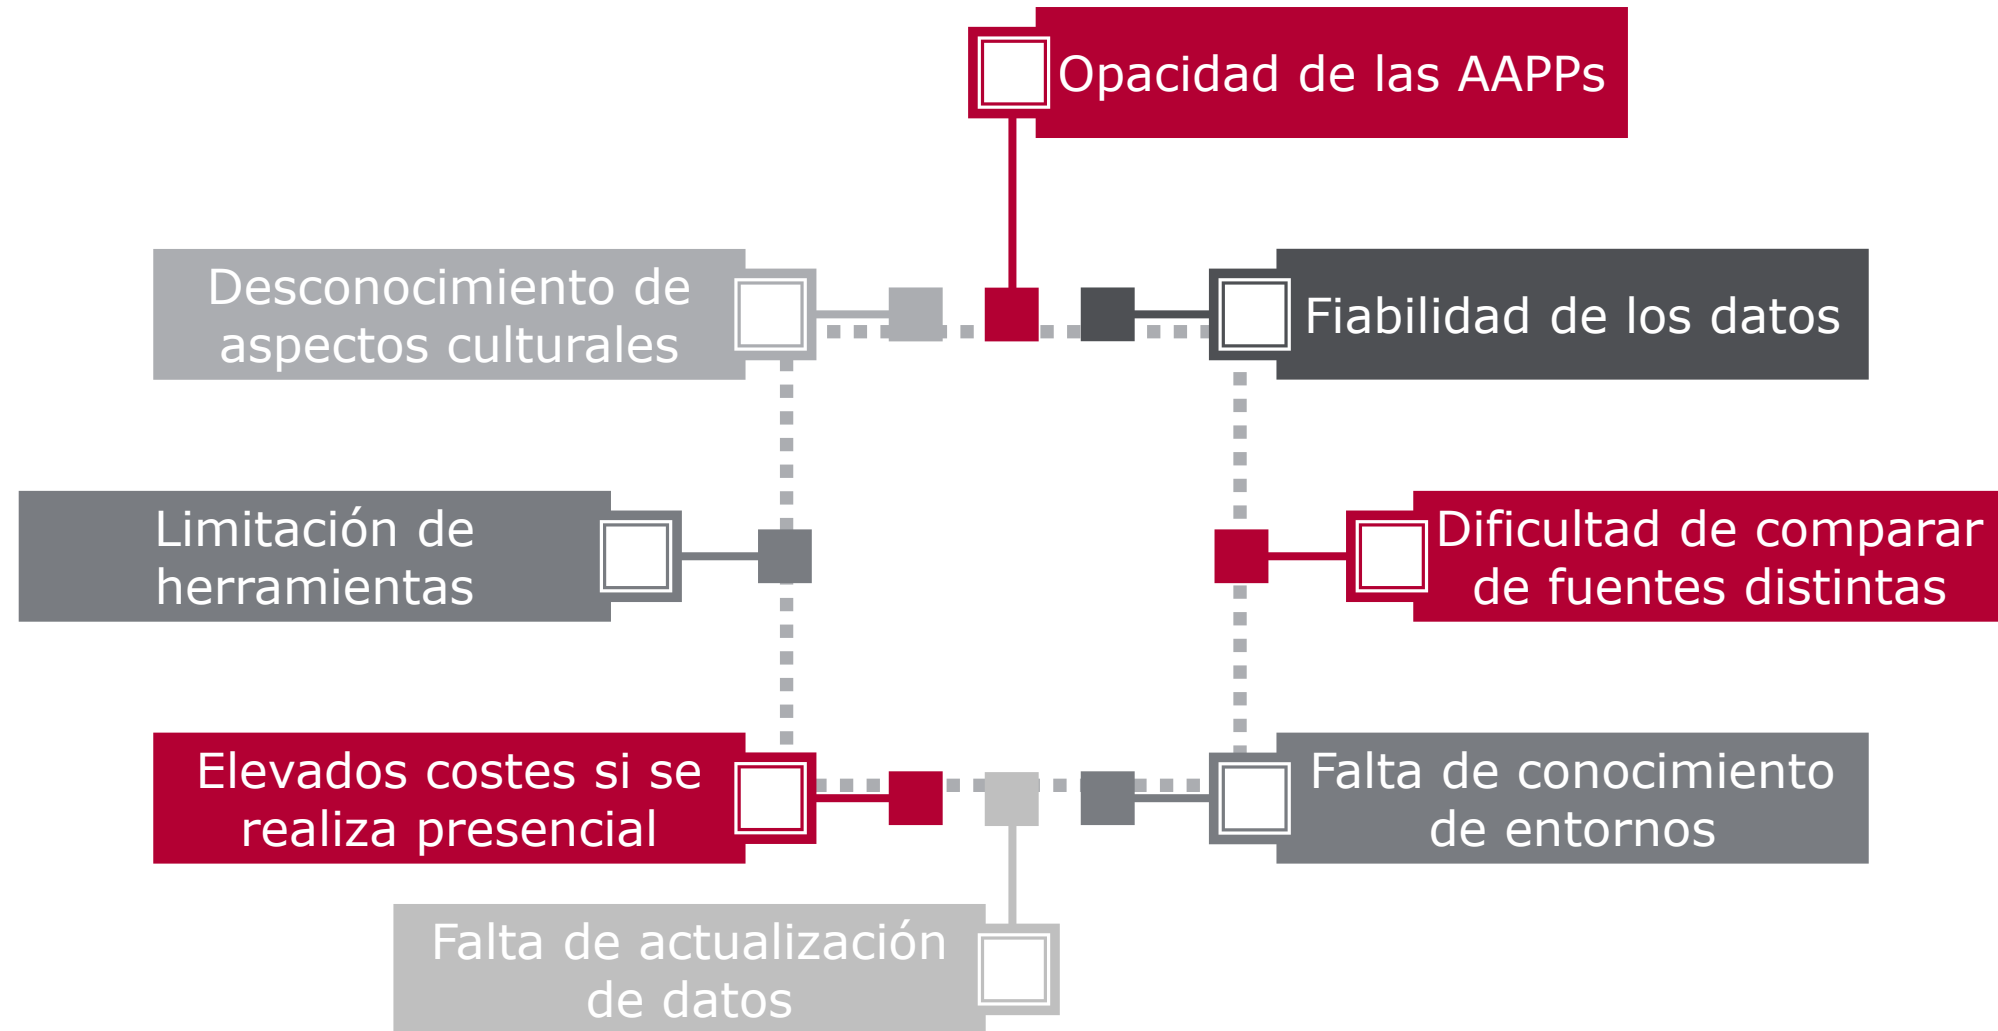 Opacidad de las AAPPs
Desconocimiento de
aspectos culturales
Fiabilidad de los datos
Limitación de
herramientas
Dificultad de comparar
de fuentes distintas
Elevados costes si se
realiza presencial
Falta de conocimiento
de entornos
Falta de actualización
de datos